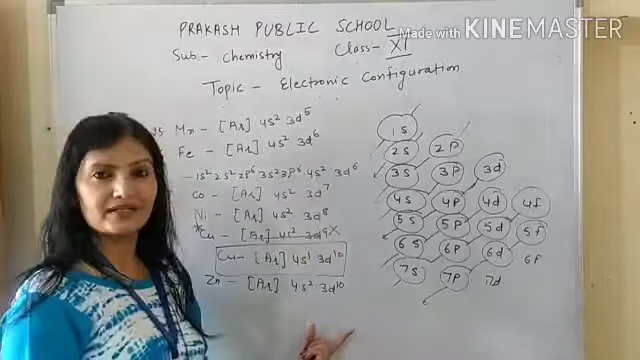 PRAKASH PUBLIC SCHOOL
Made with KINEMASTER
Sub.- Chemistry Class- XI
Topic - Electronic Configuration
25 Mn - [Ar] 4s² 3d⁵
Fe - [Ar] 4s² 3d⁶
- 1s² 2s² 2p⁶ 3s² 3p⁶ 4s² 3d⁶
Co - [Ar] 4s² 3d⁷
Ni - [Ar] 4s² 3d⁸
*Cu - [Ar] 4s² 3d⁹ X
Cu - [Ar] 4s¹ 3d¹⁰
Zn - [Ar] 4s² 3d¹⁰
1s
2s 2p
3s 3p 3d
4s 4p 4d 4f
5s 5p 5d 5f
6s 6p 6d 6f
7s 7p 7d